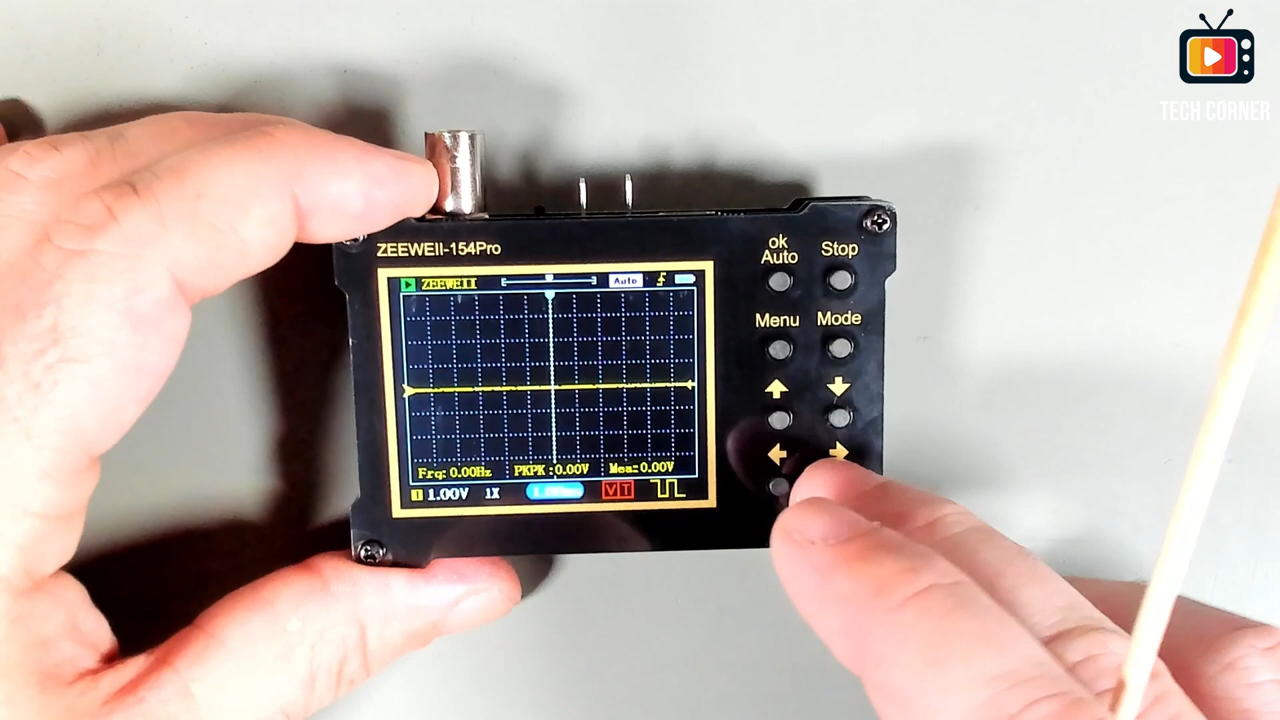 TECH CORNER
ZEEWEII-154Pro
ok
Auto
Stop
ZEEWEII
Auto
Menu
Mode
Frq:0.00Hz
PKPK:0.00V
Mea:0.00V
1
1.00V
1X
V T